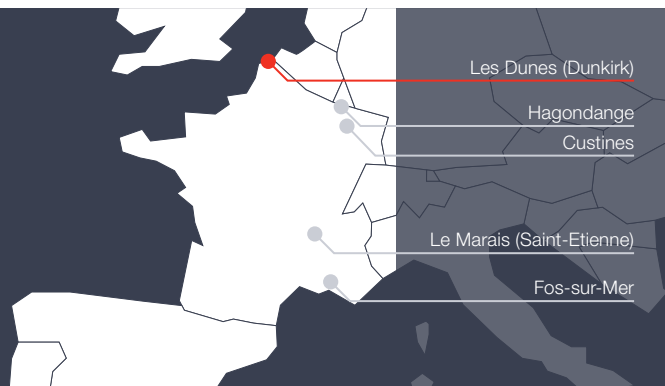 Les Dunes (Dunkirk)
Hagondange
Custines
Le Marais (Saint-Etienne)
Fos-sur-Mer